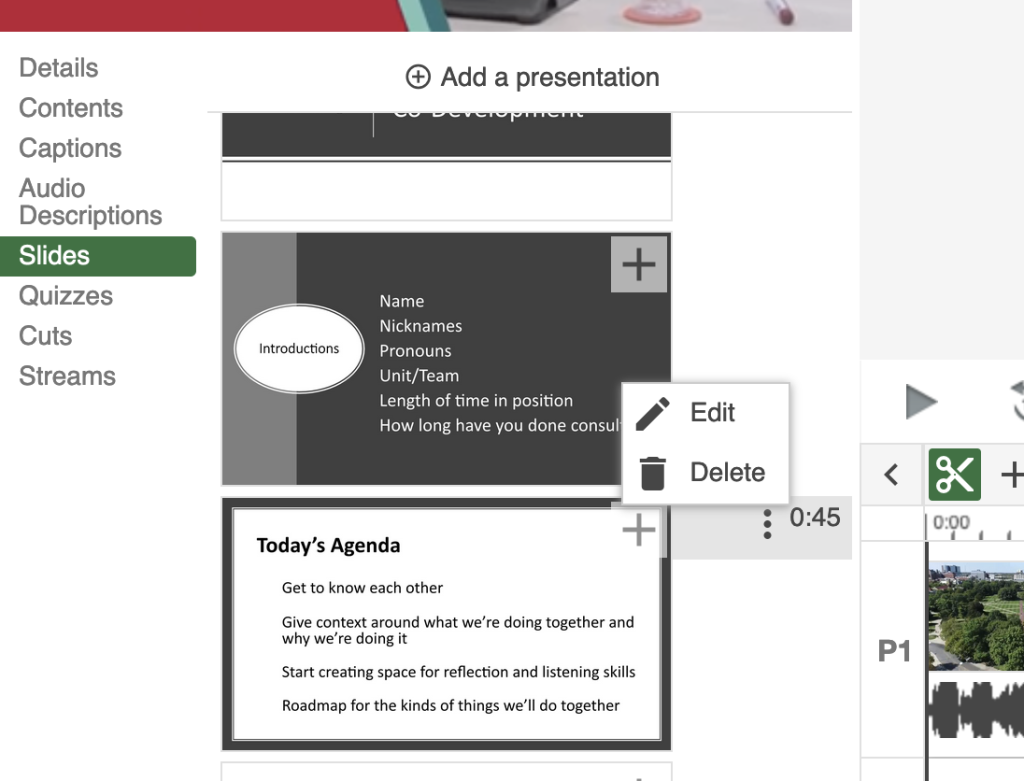 Details
Contents
Captions
Audio
Descriptions
Slides
Quizzes
Cuts
Streams
Add a presentation
Co-Development
Introductions
Name
Nicknames
Pronouns
Unit/Team
Length of time in position
How long have you done
Edit
Delete
0:45
Today’s Agenda
Get to know each other
Give context around what we’re doing together and
why we’re doing it
Start creating space for reflection and listening skills
Roadmap for the kinds of things we’ll do together
0:00
P1